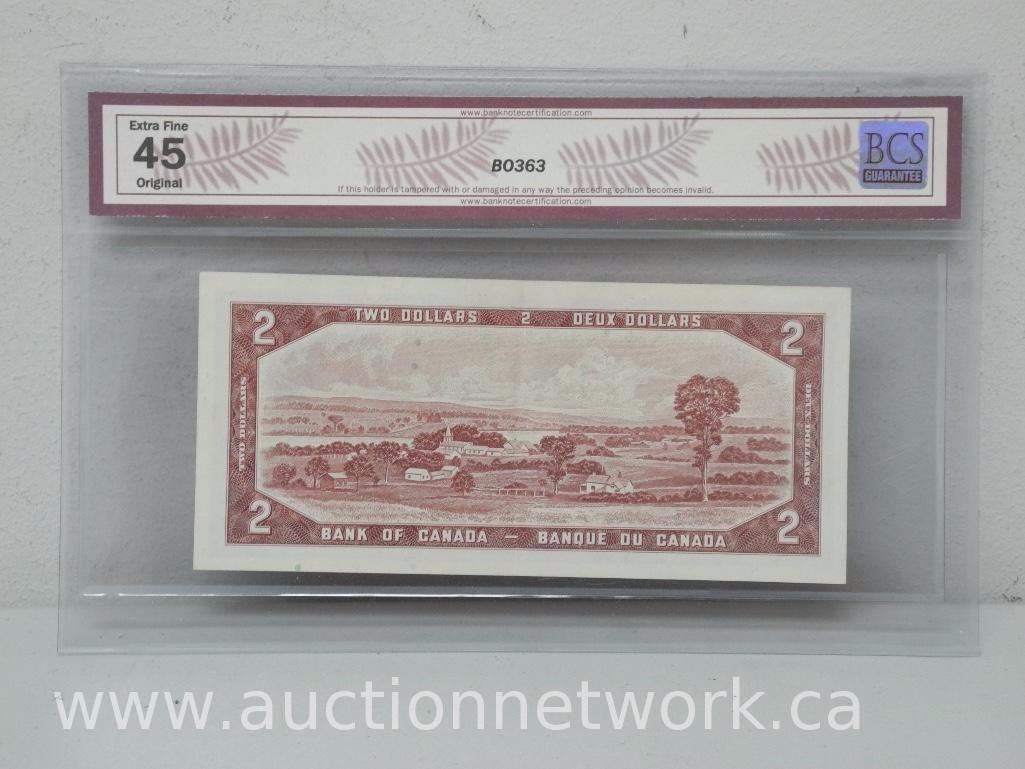 www.banknotecertification.com
Extra Fine
45
Original
BO363
BCS
GUARANTEE
If this holder is tampered with or damaged in any way the preceding opinion becomes invalid.
www.banknotecertification.com
2 TWO DOLLARS 2 DEUX DOLLARS 2
TWO DOLLARS
DEUX DOLLARS
2 BANK OF CANADA — BANQUE DU CANADA 2
www.auctionnetwork.ca